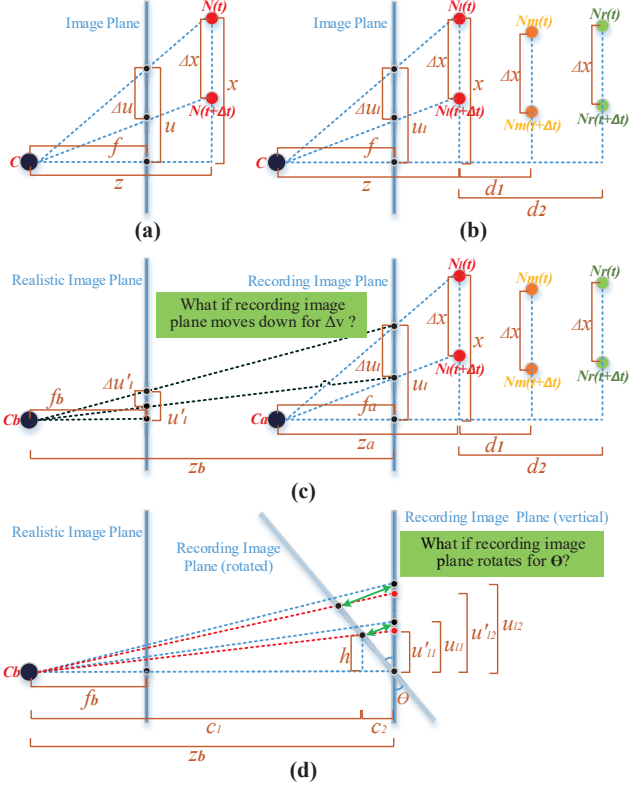 Image Plane
N(t)
Δx
x
Δu
u
N(t+Δt)
f
C
z
(a)
Image Plane
Nl(t)
Nm(t)
Nr(t)
Δx
x
Δx
Δx
Δul
ul
Nl(t+Δt)
Nm(t+Δt)
Nr(t+Δt)
f
C
z
d1
d2
(b)
Realistic Image Plane
Recording Image Plane
Nl(t)
Nm(t)
Nr(t)
What if recording image
plane moves down for Δv ?
Δx
x
Δx
Δx
Δu'l
u'l
Δul
ul
Nl(t+Δt)
Nm(t+Δt)
Nr(t+Δt)
fb
Cb
fa
Ca
za
d1
d2
zb
(c)
Realistic Image Plane
Recording Image Plane (vertical)
Recording Image
Plane (rotated)
What if recording image
plane rotates for Θ?
h
u'l1
ul1
u'l2
ul2
Cb
fb
Θ
c1
c2
zb
(d)